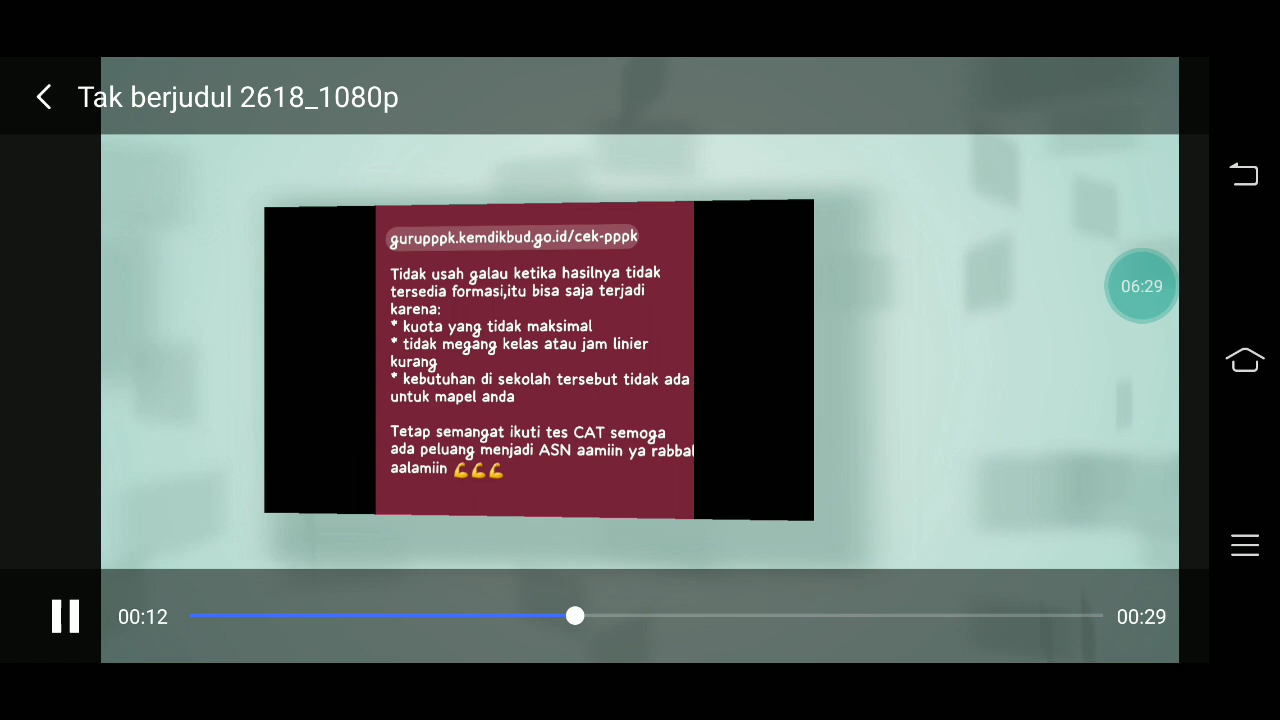 Tak berjudul 2618_1080p
gurupppk.kemdikbud.go.id/cek-pppk
Tidak usah galau ketika hasilnya tidak
tersedia formasi,itu bisa saja terjadi
karena:
* kuota yang tidak maksimal
* tidak megang kelas atau jam linier
kurang
* kebutuhan di sekolah tersebut tidak ada
untuk mapel anda
Tetap semangat ikuti tes CAT semoga
ada peluang menjadi ASN aamiin ya rabbal
aalamiin 💪💪💪
06:29
00:12
00:29